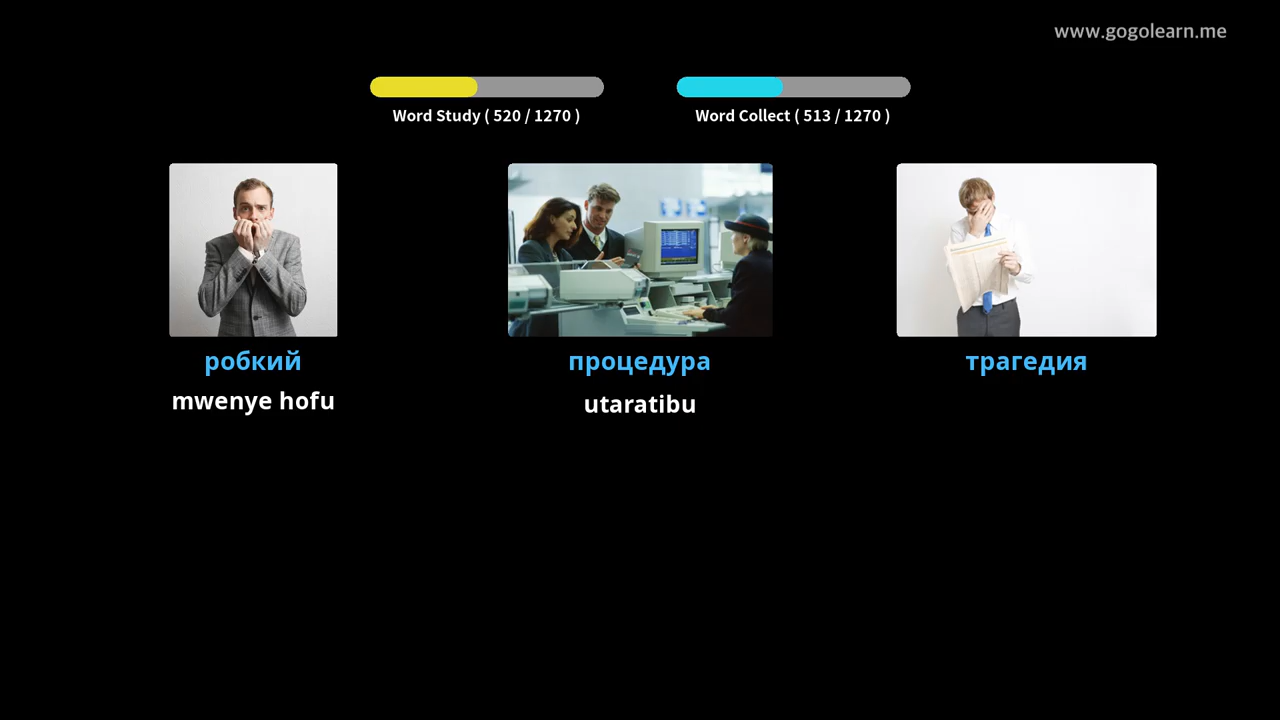 www.gogolearn.me
Word Study ( 520 / 1270 )
Word Collect ( 513 / 1270 )
робкий
mwenye hofu
процедура
utaratibu
трагедия